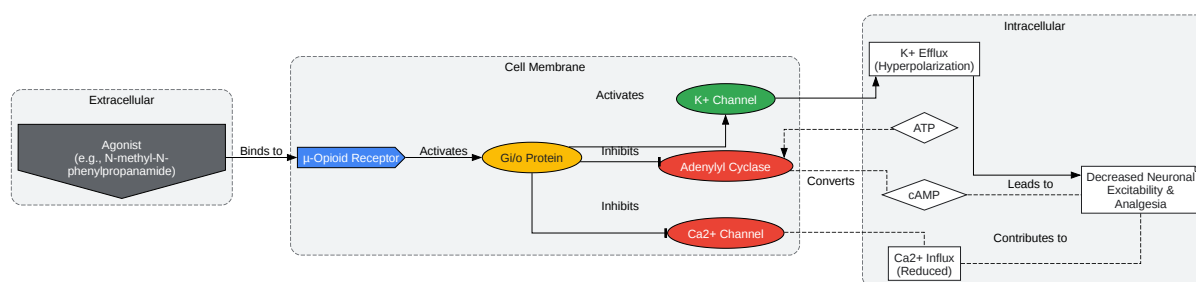 Extracellular
Agonist
(e.g., N-methyl-N-
phenylpropanamide)
Binds to
Cell Membrane
μ-Opioid Receptor
Activates
Gi/o Protein
Activates
K+ Channel
Inhibits
Adenylyl Cyclase
Inhibits
Ca2+ Channel
Converts
Intracellular
K+ Efflux
(Hyperpolarization)
ATP
cAMP
Leads to
Decreased Neuronal
Excitability &
Analgesia
Contributes to
Ca2+ Influx
(Reduced)